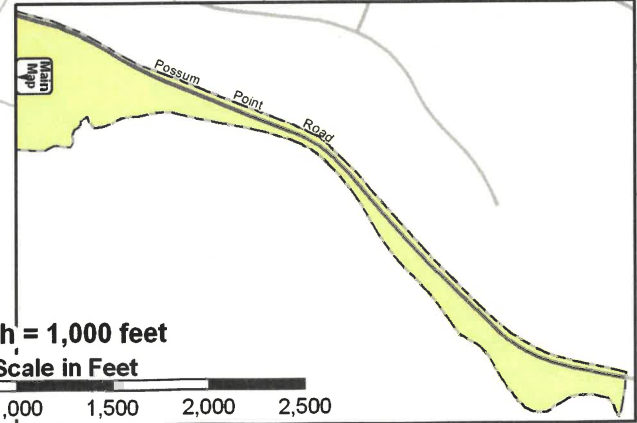 Possum Point Road
Main
Map
h = 1,000 feet
Scale in Feet
,000 1,500 2,000 2,500